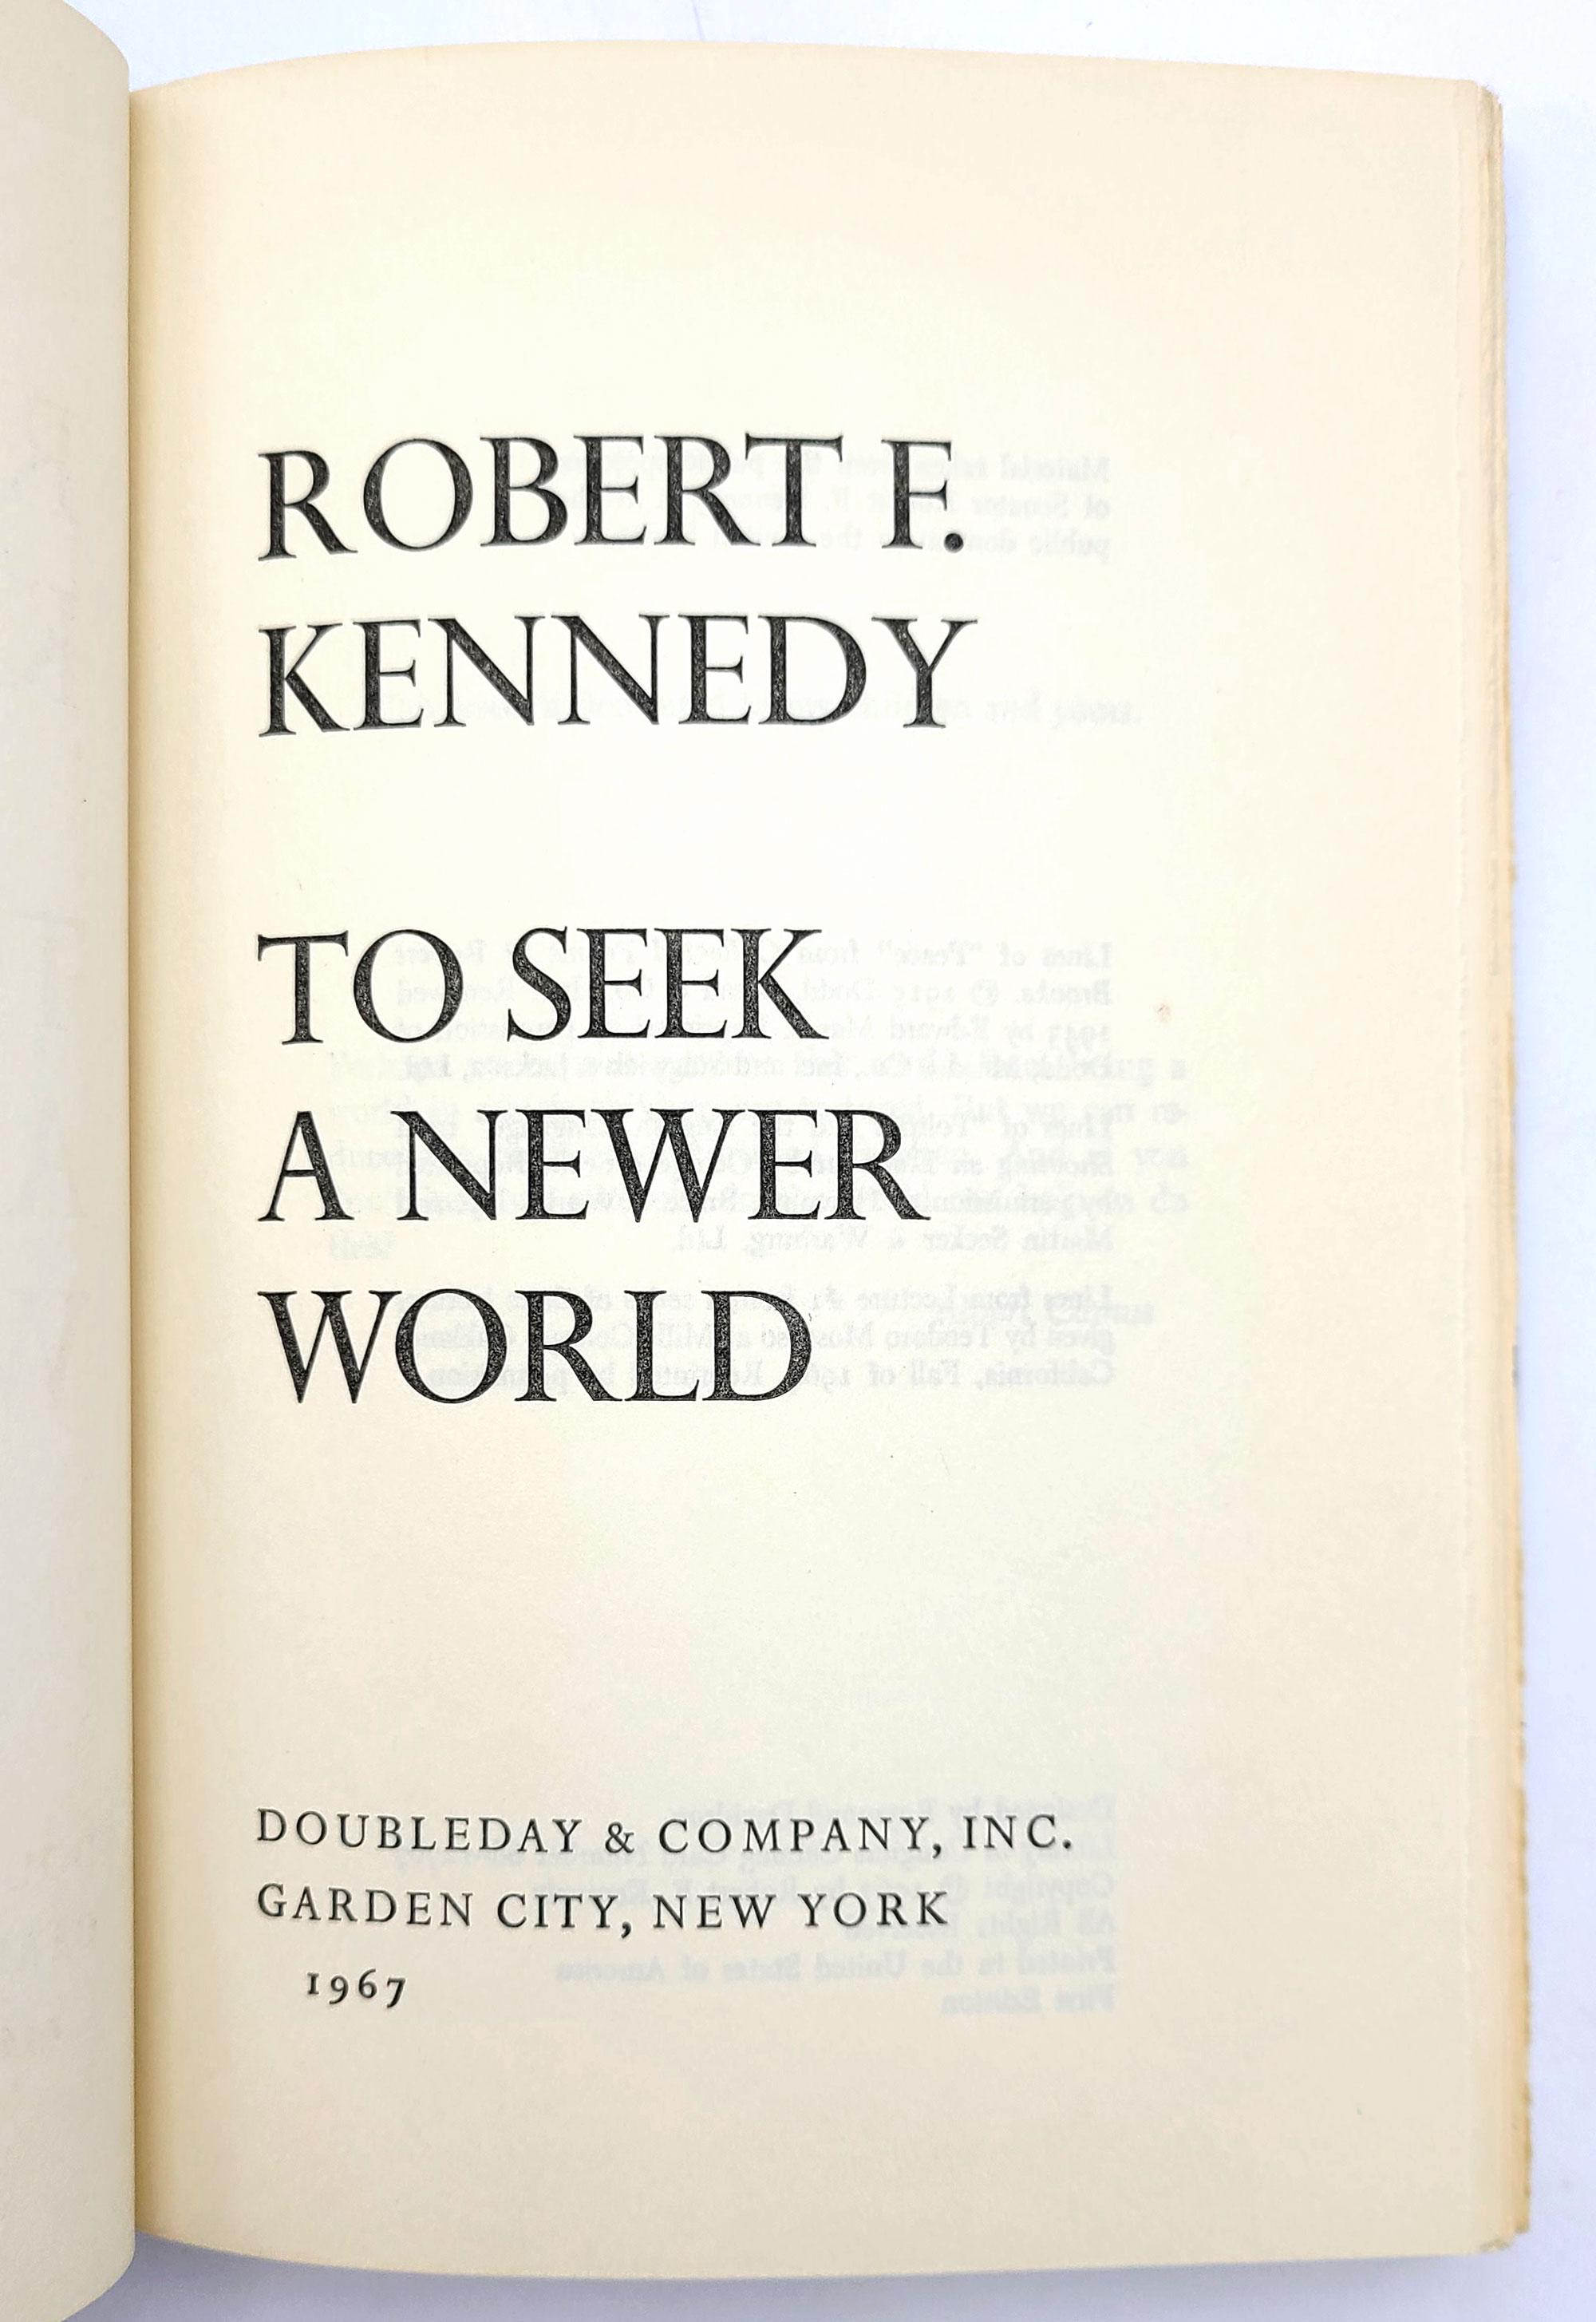 ROBERT F.
KENNEDY
TO SEEK
A NEWER
WORLD
DOUBLEDAY & COMPANY, INC.
GARDEN CITY, NEW YORK
1967